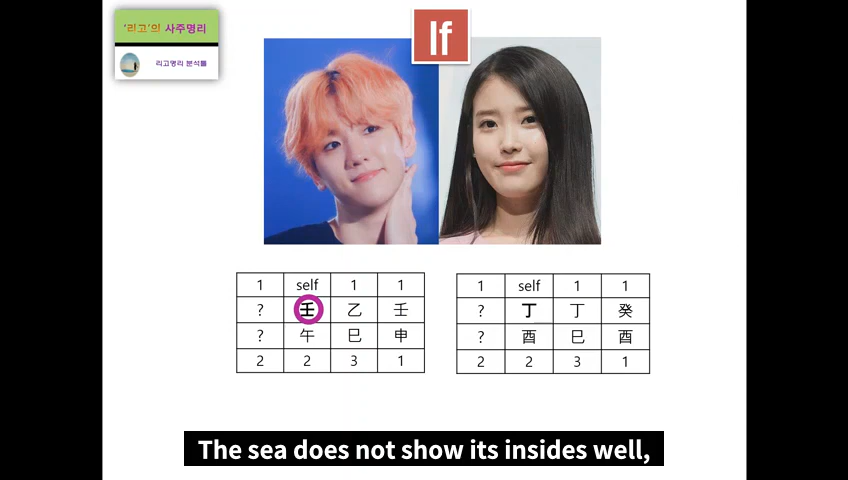 '리고'의 사주명리
리고명리 분석틀
If
1 self 1 1
? 壬 乙 壬
? 午 巳 申
2 2 3 1
1 self 1 1
? 丁 丁 癸
? 酉 巳 酉
2 2 3 1
The sea does not show its insides well,